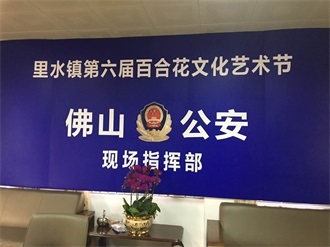 里水镇第六届百合花文化艺术节
佛山 公安
现场指挥部